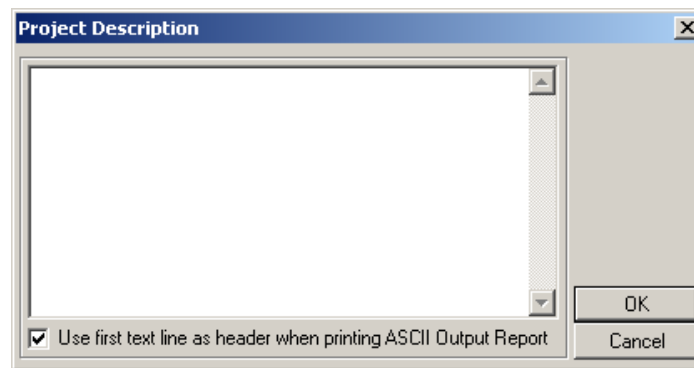 Project Description
OK
Use first text line as header when printing ASCII Output Report
Cancel